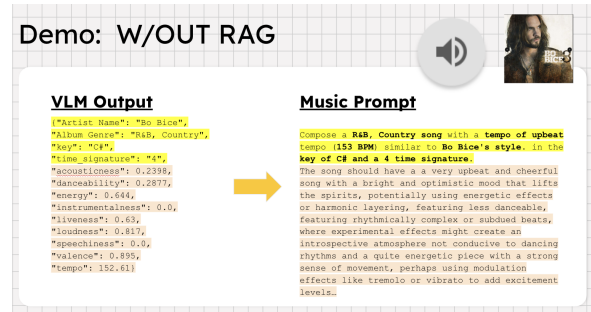 Demo: W/OUT RAG
BO
BICE
VLM Output
{"Artist Name": "Bo Bice",
"Album Genre": "R&B, Country",
"key": "C#",
"time_signature": "4",
"acousticness": 0.2398,
"danceability": 0.2877,
"energy": 0.644,
"instrumentalness": 0.0,
"liveness": 0.63,
"loudness": 0.817,
"speechiness": 0.0,
"valence": 0.895,
"tempo": 152.61}
Music Prompt
Compose a R&B, Country song with a tempo of upbeat
tempo (153 BPM) similar to Bo Bice's style. in the
key of C# and a 4 time signature.
The song should have a a very upbeat and cheerful
song with a bright and optimistic mood that lifts
the spirits, potentially using energetic effects
or harmonic layering, featuring less danceable,
featuring rhythmically complex or subdued beats,
where experimental effects might create an
introspective atmosphere not conducive to dancing
rhythms and a quite energetic piece with a strong
sense of movement, perhaps using modulation
effects like tremolo or vibrato to add excitement
levels…